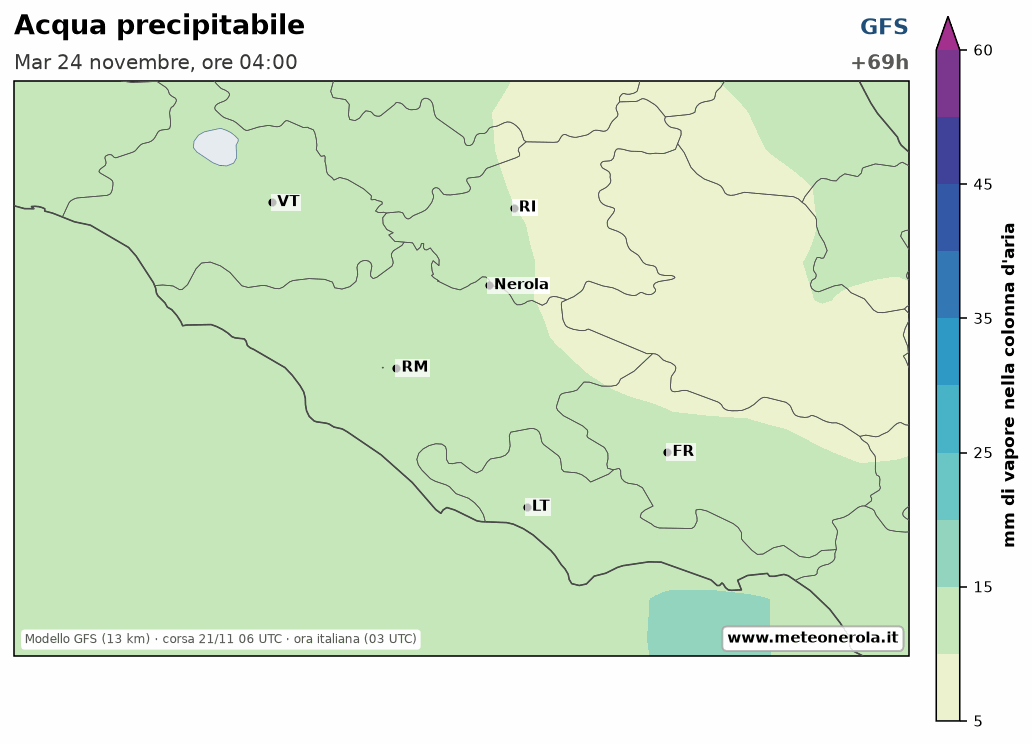 Acqua precipitabile
GFS
Mar 24 novembre, ore 04:00
+69h
60
45
35
25
15
5
mm di vapore nella colonna d'aria
VT
RI
Nerola
RM
FR
LT
Modello GFS (13 km) · corsa 21/11 06 UTC · ora italiana (03 UTC)
www.meteonerola.it